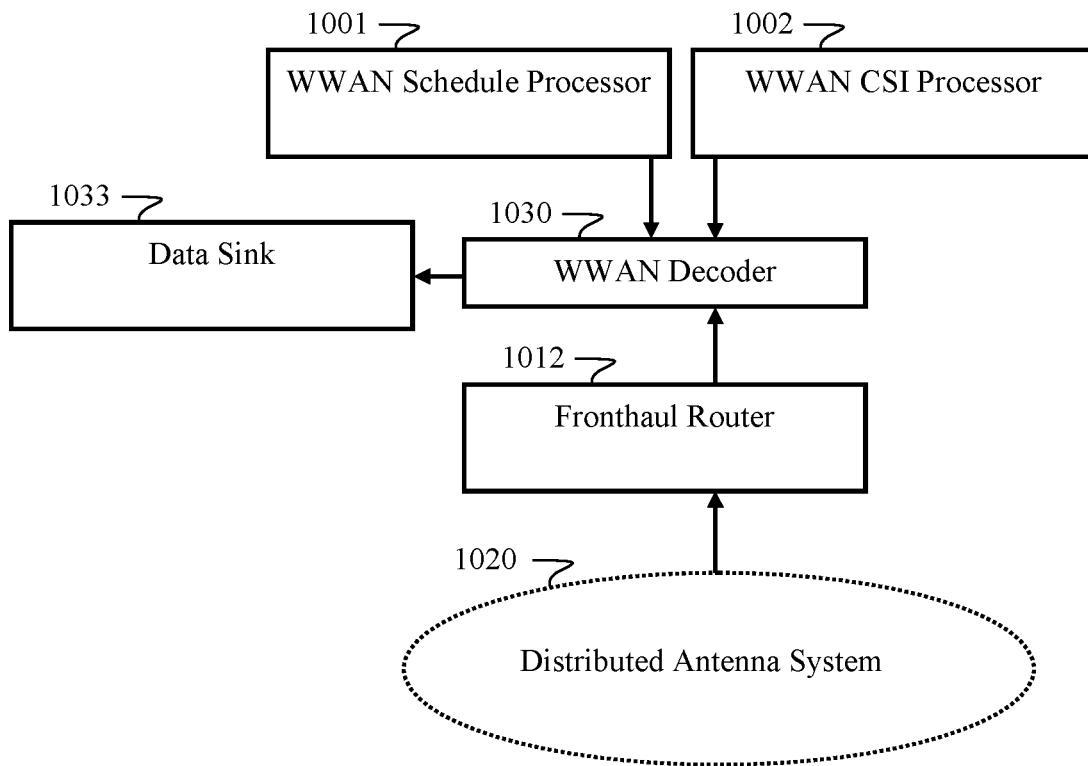 1001
WWAN Schedule Processor
1002
WWAN CSI Processor
1033
Data Sink
1030
WWAN Decoder
1012
Fronthaul Router
1020
Distributed Antenna System